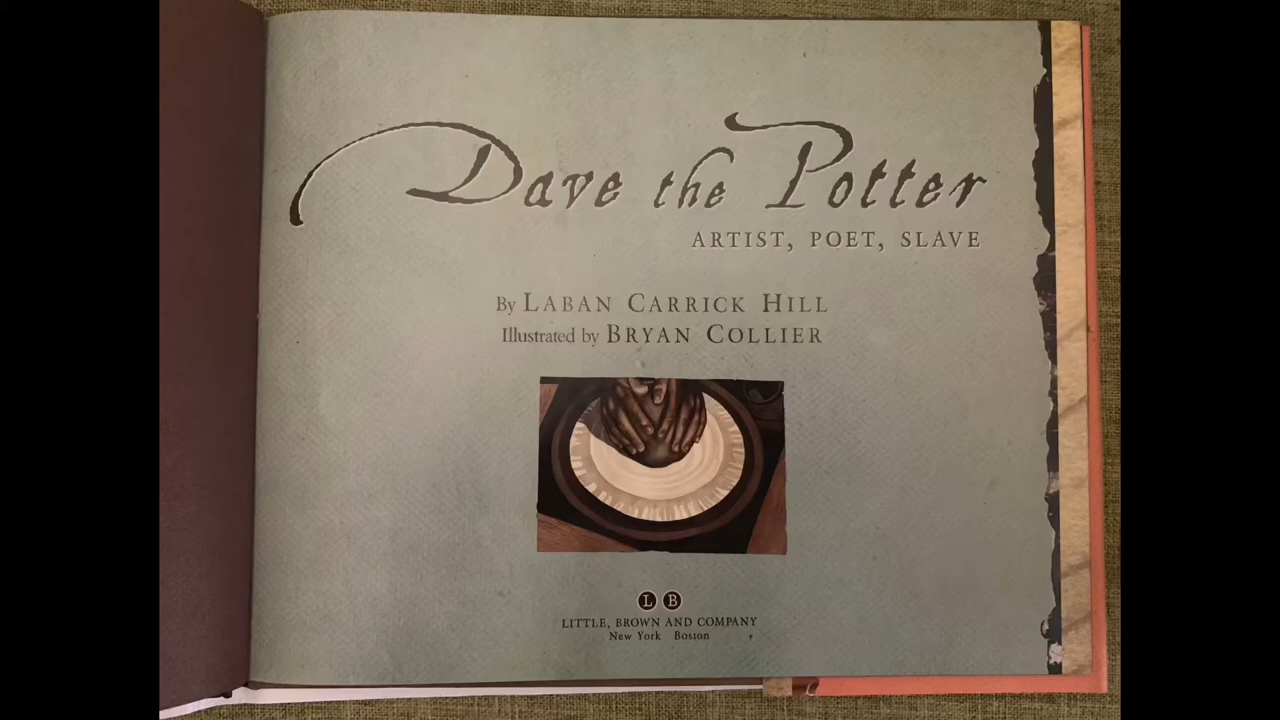 Dave the Potter
ARTIST, POET, SLAVE
By LABAN CARRICK HILL
Illustrated by BRYAN COLLIER
L B
LITTLE, BROWN AND COMPANY
New York Boston